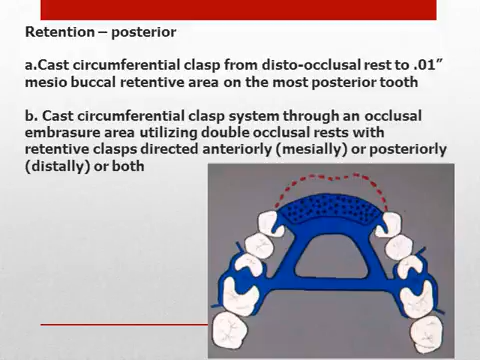 Retention – posterior
a.Cast circumferential clasp from disto-occlusal rest to .01”
mesio buccal retentive area on the most posterior tooth
b. Cast circumferential clasp system through an occlusal
embrasure area utilizing double occlusal rests with
retentive clasps directed anteriorly (mesially) or posteriorly
(distally) or both